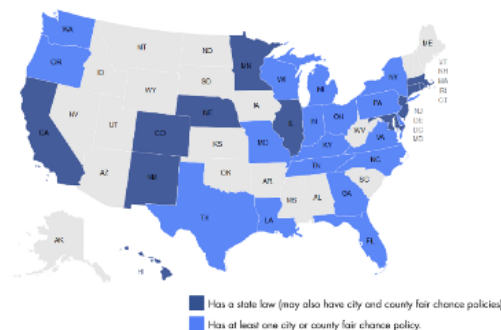 WA
MT
ND
MN
ME
OR
ID
SD
WI
MI
NY
VT
NH
MA
RI
CT
WY
IA
NE
PA
NJ
DE
DC
MD
NV
UT
CO
CA
IL
IN
OH
WV
VA
KS
MO
KY
NC
TN
AZ
NM
OK
AR
SC
MS
AL
GA
TX
LA
FL
AK
HI
Has a state law (may also have city and county fair chance policies)
Has at least one city or county fair chance policy.